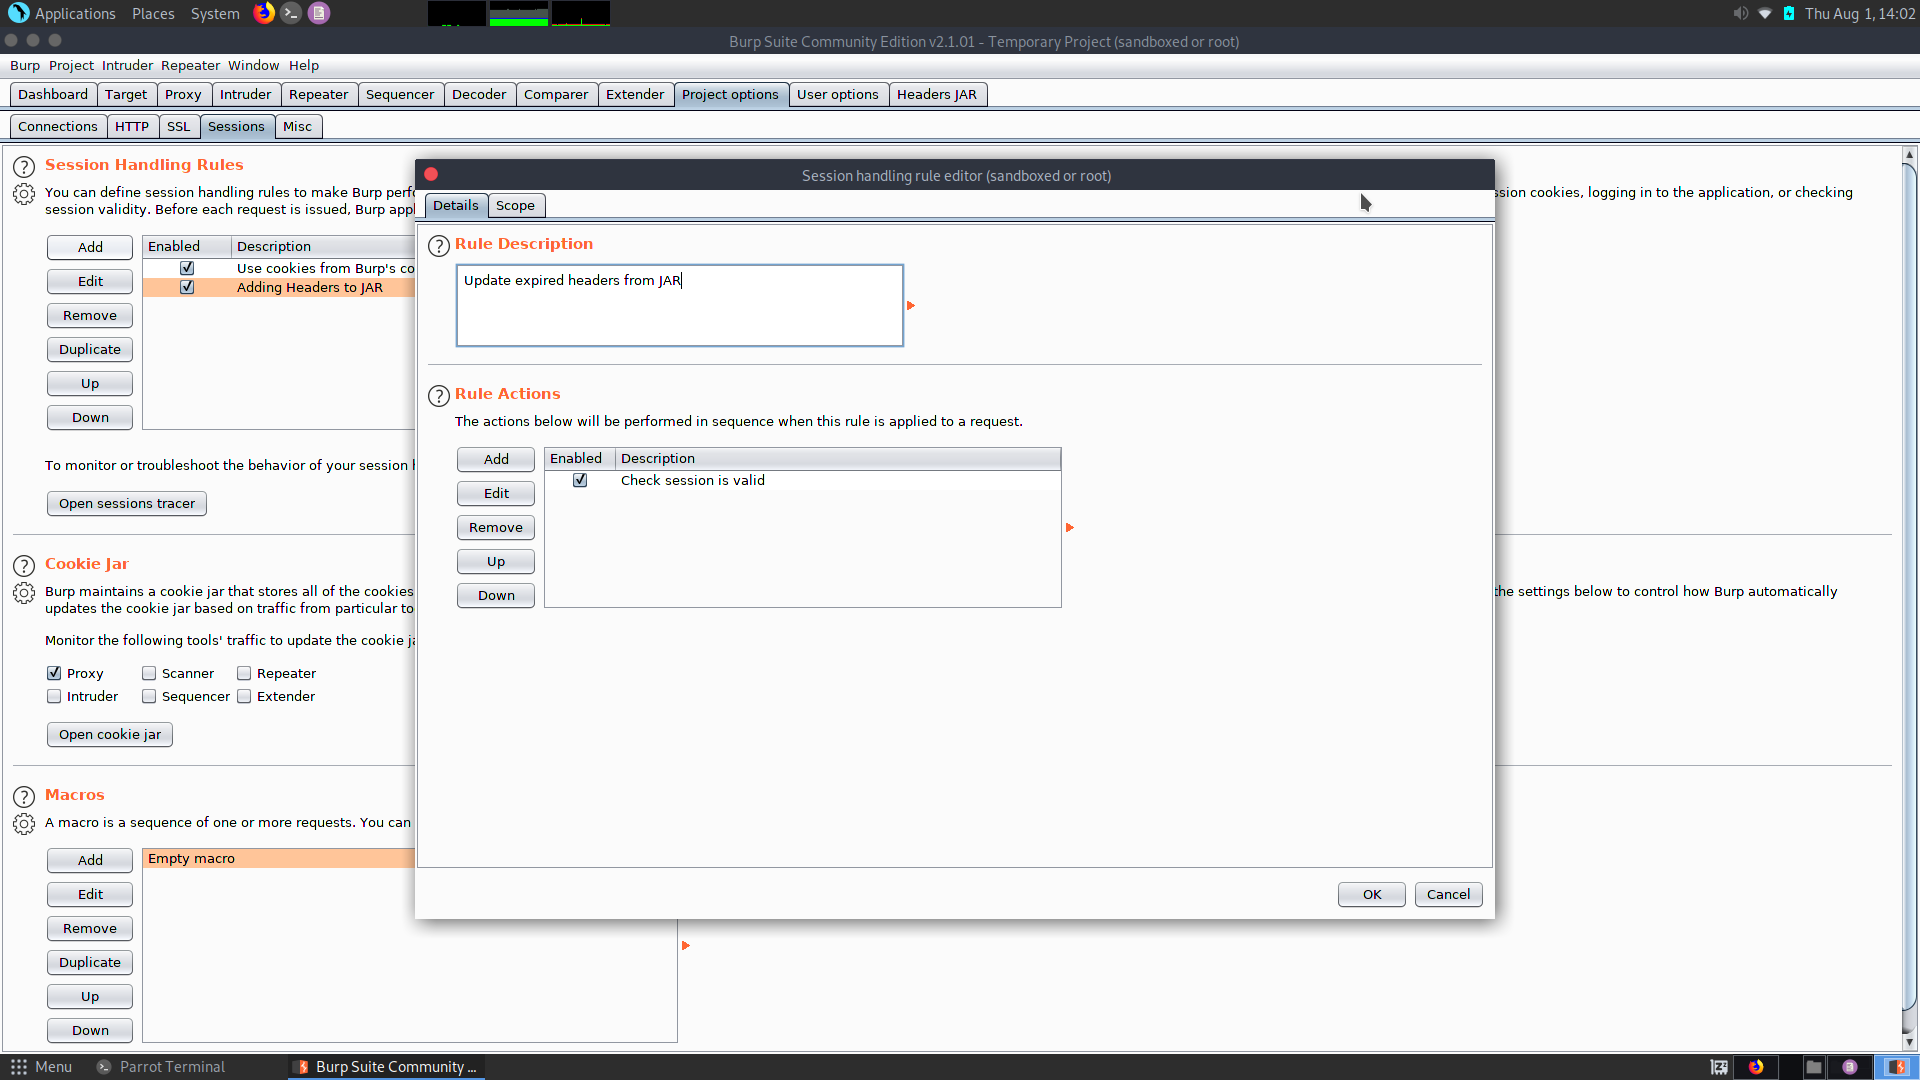 Applications Places System Thu Aug 1, 14:02
Burp Suite Community Edition v2.1.01 - Temporary Project (sandboxed or root)
Burp Project Intruder Repeater Window Help
Dashboard Target Proxy Intruder Repeater Sequencer Decoder Comparer Extender Project options User options Headers JAR
Connections HTTP SSL Sessions Misc
? Session Handling Rules
You can define session handling rules to make Burp perf
ssion cookies, logging in to the application, or checking
session validity. Before each request is issued, Burp appl
Add
Edit
Remove
Duplicate
Up
Down
Enabled Description
Use cookies from Burp's co
Adding Headers to JAR
To monitor or troubleshoot the behavior of your session
Open sessions tracer
? Cookie Jar
Burp maintains a cookie jar that stores all of the cookies
the settings below to control how Burp automatically
updates the cookie jar based on traffic from particular to
Monitor the following tools' traffic to update the cookie ja
Proxy Scanner Repeater
Intruder Sequencer Extender
Open cookie jar
? Macros
A macro is a sequence of one or more requests. You can
Add
Edit
Remove
Duplicate
Up
Down
Empty macro
Session handling rule editor (sandboxed or root)
Details Scope
? Rule Description
Update expired headers from JAR
? Rule Actions
The actions below will be performed in sequence when this rule is applied to a request.
Add
Edit
Remove
Up
Down
Enabled Description
Check session is valid
OK Cancel
Menu Parrot Terminal Burp Suite Community ...